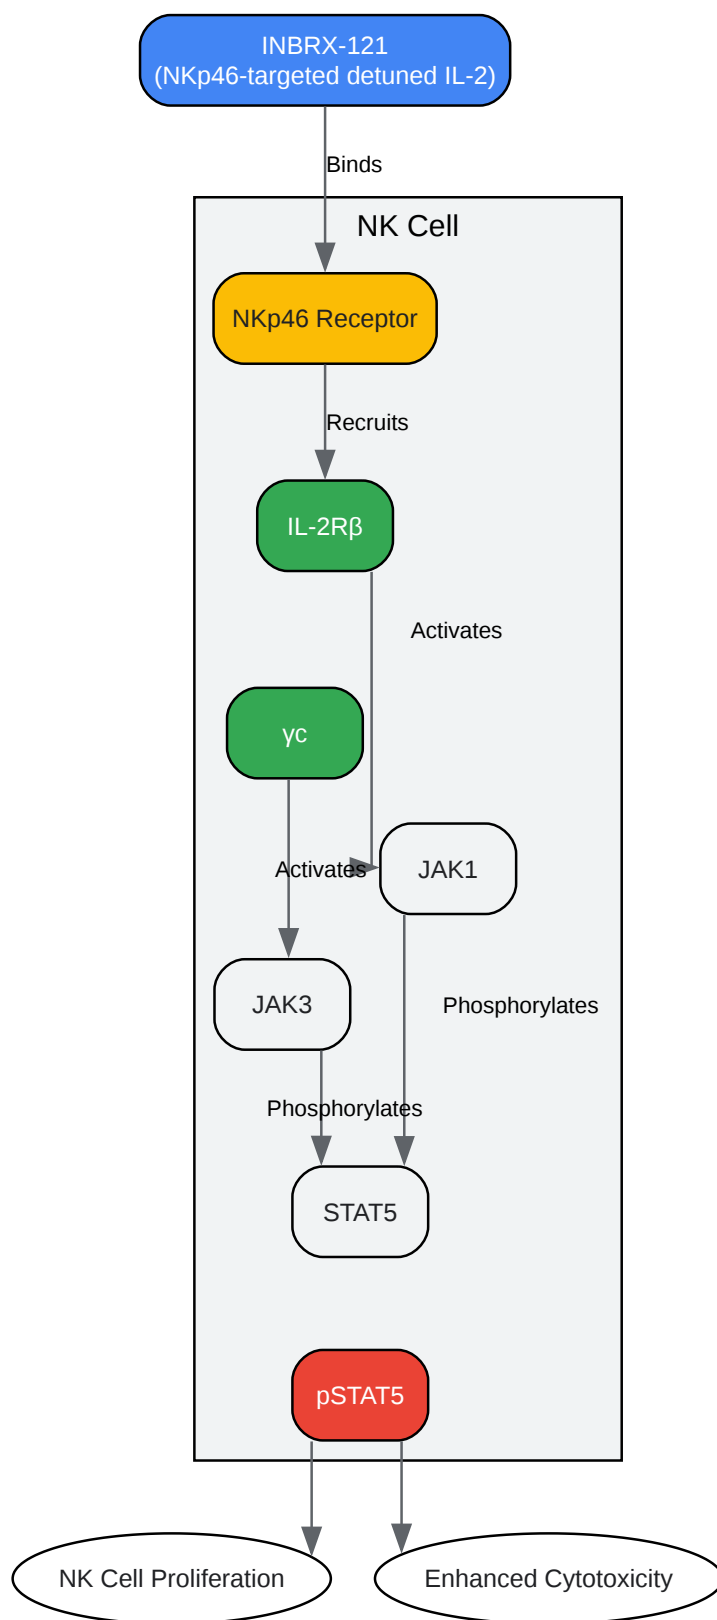 INBRX-121
(NKp46-targeted detuned IL-2)
Binds
NK Cell
NKp46 Receptor
Recruits
IL-2Rβ
Activates
γc
Activates
JAK1
JAK3
Phosphorylates
Phosphorylates
STAT5
pSTAT5
NK Cell Proliferation
Enhanced Cytotoxicity